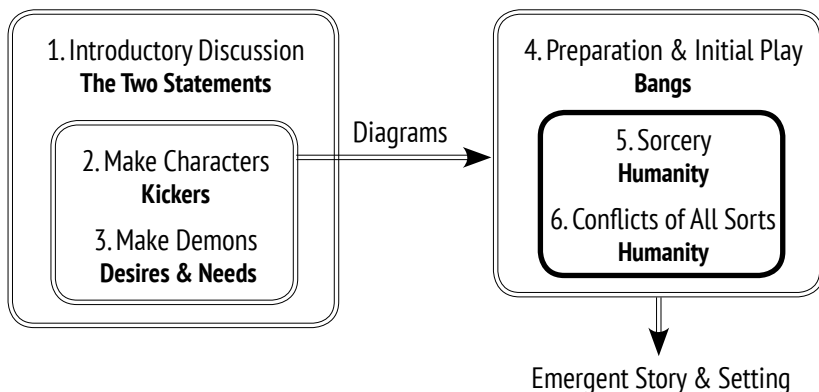 1. Introductory Discussion
The Two Statements
2. Make Characters
Kickers
3. Make Demons
Desires & Needs
Diagrams
4. Preparation & Initial Play
Bangs
5. Sorcery
Humanity
6. Conflicts of All Sorts
Humanity
Emergent Story & Setting